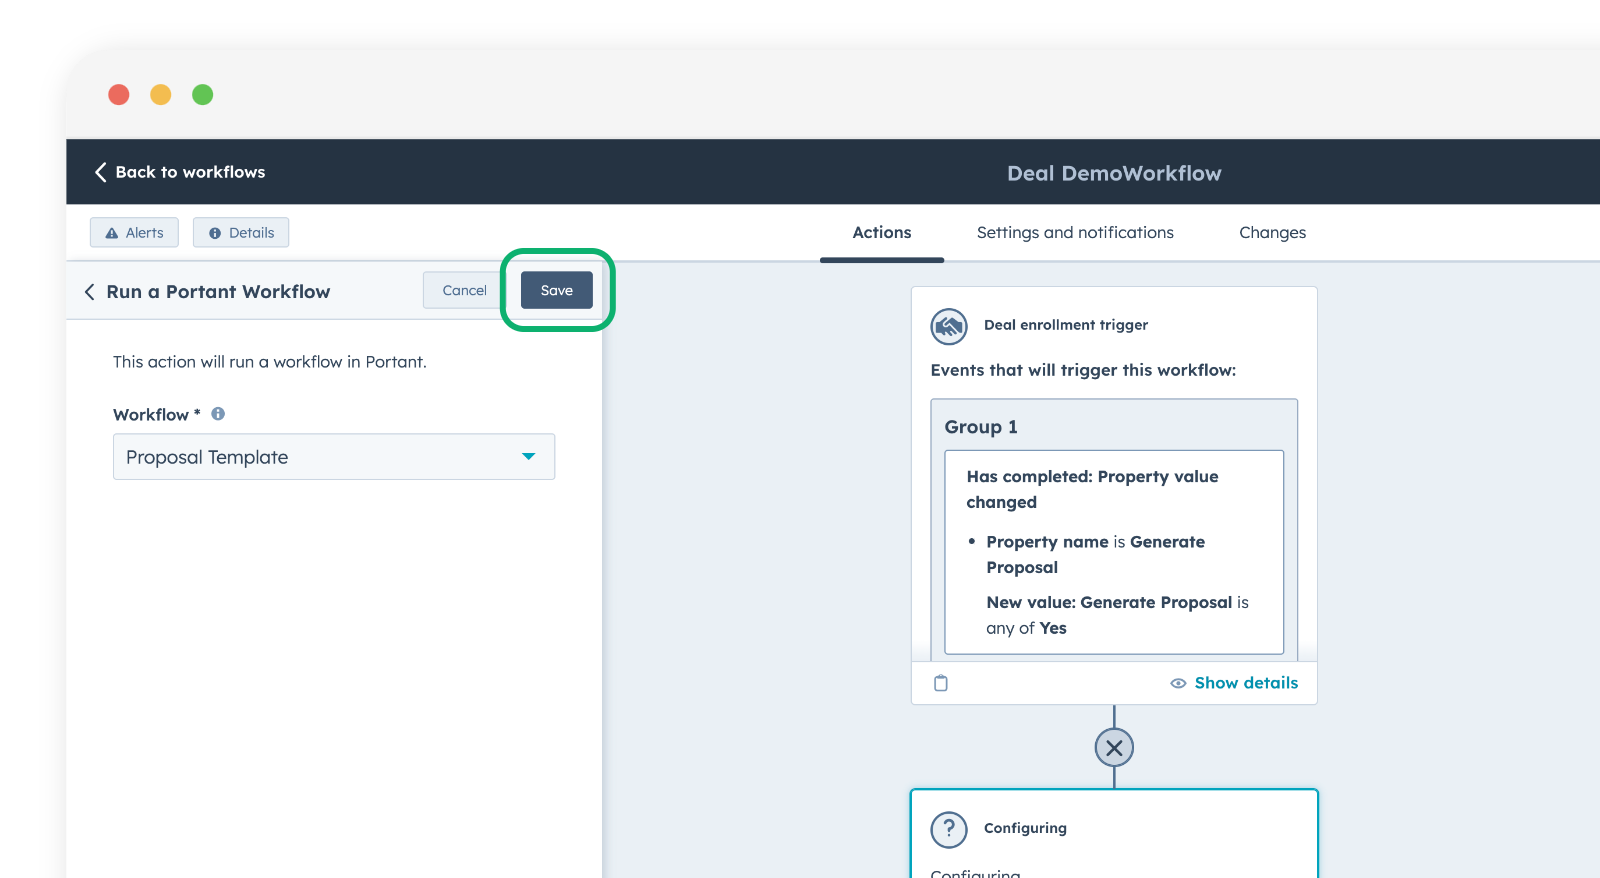 Back to workflows
Deal DemoWorkflow
Alerts
Details
Actions
Settings and notifications
Changes
Run a Portant Workflow
Cancel
Save
This action will run a workflow in Portant.
Workflow *
Proposal Template
Deal enrollment trigger
Events that will trigger this workflow:
Group 1
Has completed: Property value
changed
• Property name is Generate
Proposal
New value: Generate Proposal is
any of Yes
Show details
Configuring
Configuring